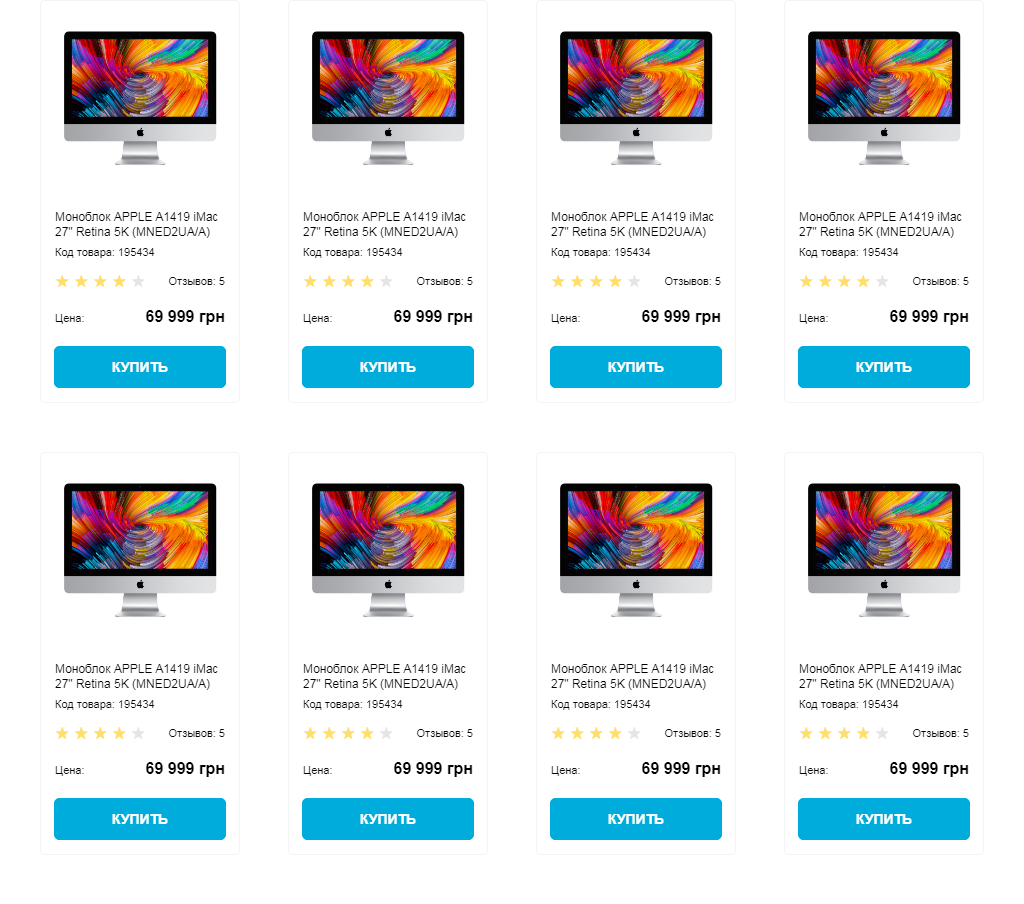 Моноблок APPLE A1419 iMac
27" Retina 5K (MNED2UA/A)
Код товара: 195434
Отзывов: 5
Цена: 69 999 грн
КУПИТЬ
Моноблок APPLE A1419 iMac
27" Retina 5K (MNED2UA/A)
Код товара: 195434
Отзывов: 5
Цена: 69 999 грн
КУПИТЬ
Моноблок APPLE A1419 iMac
27" Retina 5K (MNED2UA/A)
Код товара: 195434
Отзывов: 5
Цена: 69 999 грн
КУПИТЬ
Моноблок APPLE A1419 iMac
27" Retina 5K (MNED2UA/A)
Код товара: 195434
Отзывов: 5
Цена: 69 999 грн
КУПИТЬ
Моноблок APPLE A1419 iMac
27" Retina 5K (MNED2UA/A)
Код товара: 195434
Отзывов: 5
Цена: 69 999 грн
КУПИТЬ
Моноблок APPLE A1419 iMac
27" Retina 5K (MNED2UA/A)
Код товара: 195434
Отзывов: 5
Цена: 69 999 грн
КУПИТЬ
Моноблок APPLE A1419 iMac
27" Retina 5K (MNED2UA/A)
Код товара: 195434
Отзывов: 5
Цена: 69 999 грн
КУПИТЬ
Моноблок APPLE A1419 iMac
27" Retina 5K (MNED2UA/A)
Код товара: 195434
Отзывов: 5
Цена: 69 999 грн
КУПИТЬ